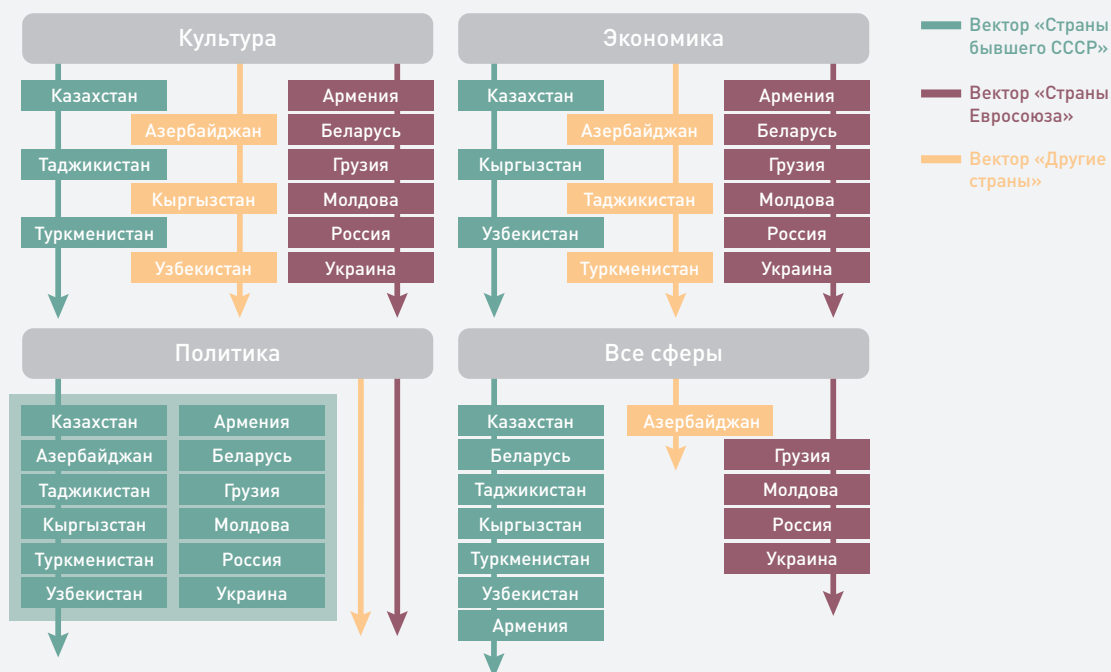 Культура
Казахстан
Таджикистан
Туркменистан
Азербайджан
Кыргызстан
Узбекистан
Армения
Беларусь
Грузия
Молдова
Россия
Украина
Экономика
Казахстан
Кыргызстан
Узбекистан
Азербайджан
Таджикистан
Туркменистан
Армения
Беларусь
Грузия
Молдова
Россия
Украина
Вектор «Страны
бывшего СССР»
Вектор «Страны
Евросоюза»
Вектор «Другие
страны»
Политика
Казахстан
Азербайджан
Таджикистан
Кыргызстан
Туркменистан
Узбекистан
Армения
Беларусь
Грузия
Молдова
Россия
Украина
Все сферы
Казахстан
Беларусь
Таджикистан
Кыргызстан
Туркменистан
Узбекистан
Армения
Азербайджан
Грузия
Молдова
Россия
Украина